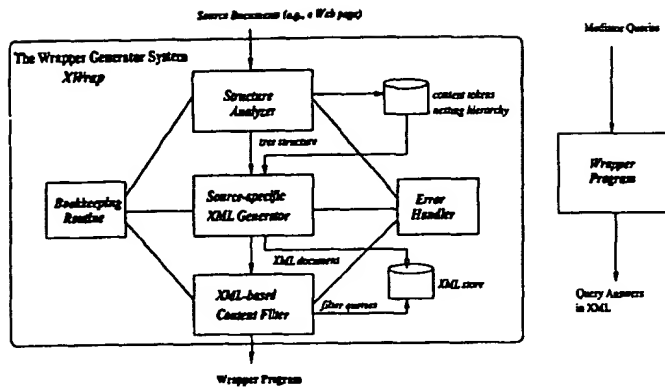 Source Documents (e.g., a Web page)
The Wrapper Generator System
XWrap
Structure
Analyzer
content tokens
nesting hierarchy
tree structure
Bookkeeping
Routine
Source-specific
XML Generator
Error
Handler
XML document
XML store
XML-based
Content Filter
filter queries
Wrapper Program
Mediator Queries
Wrapper
Program
Query Answers
in XML